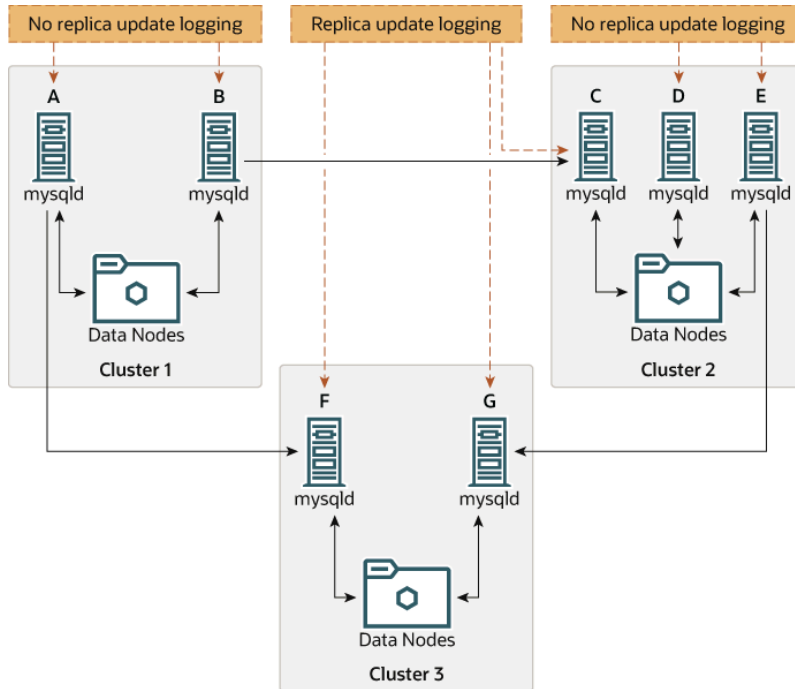 No replica update logging
Replica update logging
No replica update logging
A
B
C
D
E
mysqld
mysqld
mysqld
mysqld
mysqld
Data Nodes
Data Nodes
Cluster 1
Cluster 2
F
G
mysqld
mysqld
Data Nodes
Cluster 3